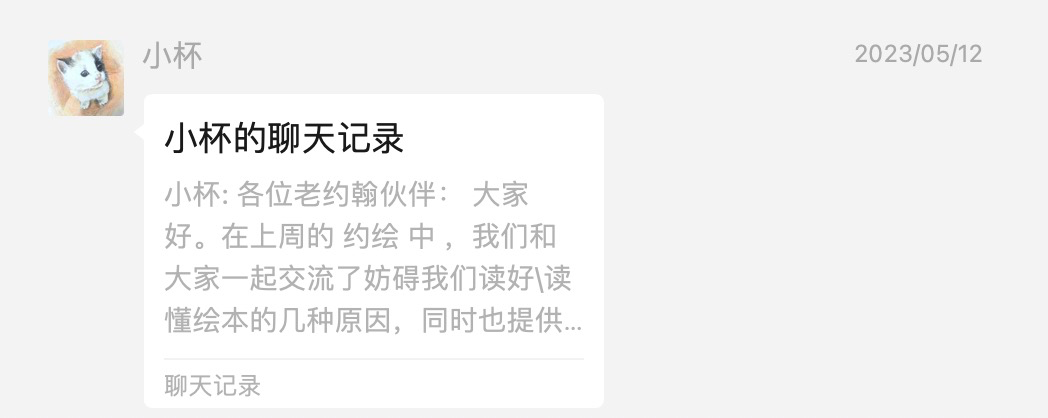 小杯
2023/05/12
小杯的聊天记录
小杯: 各位老约翰伙伴： 大家
好。在上周的 约绘 中 ，我们和
大家一起交流了妨碍我们读好\读
懂绘本的几种原因，同时也提供...
聊天记录